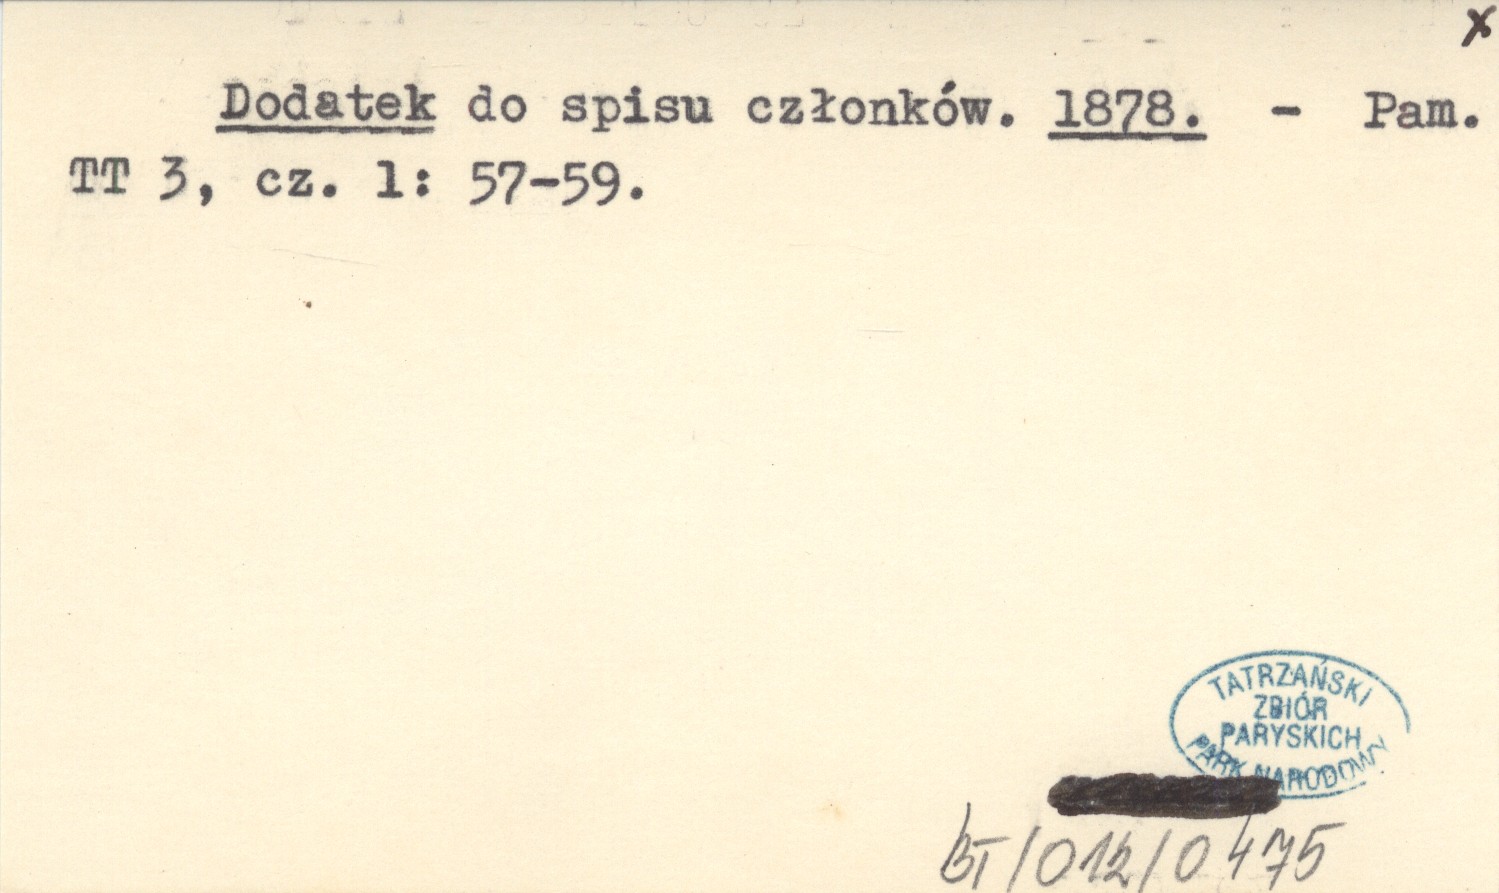 x
Dodatek do spisu członków. 1878. - Pam.
TT 3, cz. 1: 57-59.
TATRZAŃSKI
ZBIÓR
PARYSKICH
PARK NARODOWY
BT/012/0475